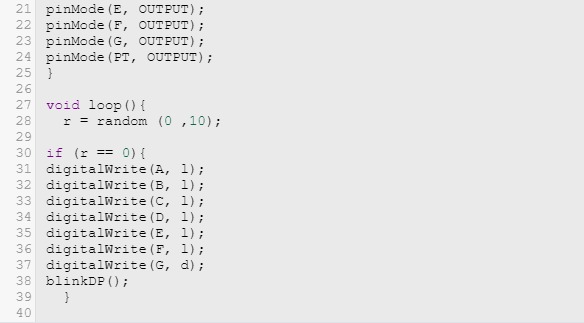 21 pinMode(E, OUTPUT);
22 pinMode(F, OUTPUT);
23 pinMode(G, OUTPUT);
24 pinMode(PT, OUTPUT);
25 }
26
27 void loop(){
28   r = random (0 ,10);
29
30 if (r == 0){
31 digitalWrite(A, l);
32 digitalWrite(B, l);
33 digitalWrite(C, l);
34 digitalWrite(D, l);
35 digitalWrite(E, l);
36 digitalWrite(F, l);
37 digitalWrite(G, d);
38 blinkDP();
39   }
40